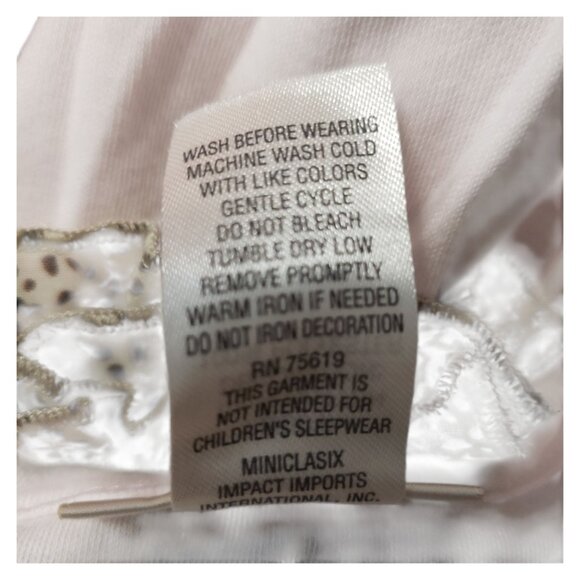 WASH BEFORE WEARING
MACHINE WASH COLD
WITH LIKE COLORS
GENTLE CYCLE
DO NOT BLEACH
TUMBLE DRY LOW
REMOVE PROMPTLY
WARM IRON IF NEEDED
DO NOT IRON DECORATION
RN 75619
THIS GARMENT IS
NOT INTENDED FOR
CHILDREN'S SLEEPWEAR
MINICLASIX
IMPACT IMPORTS
INTERNATIONAL, INC.